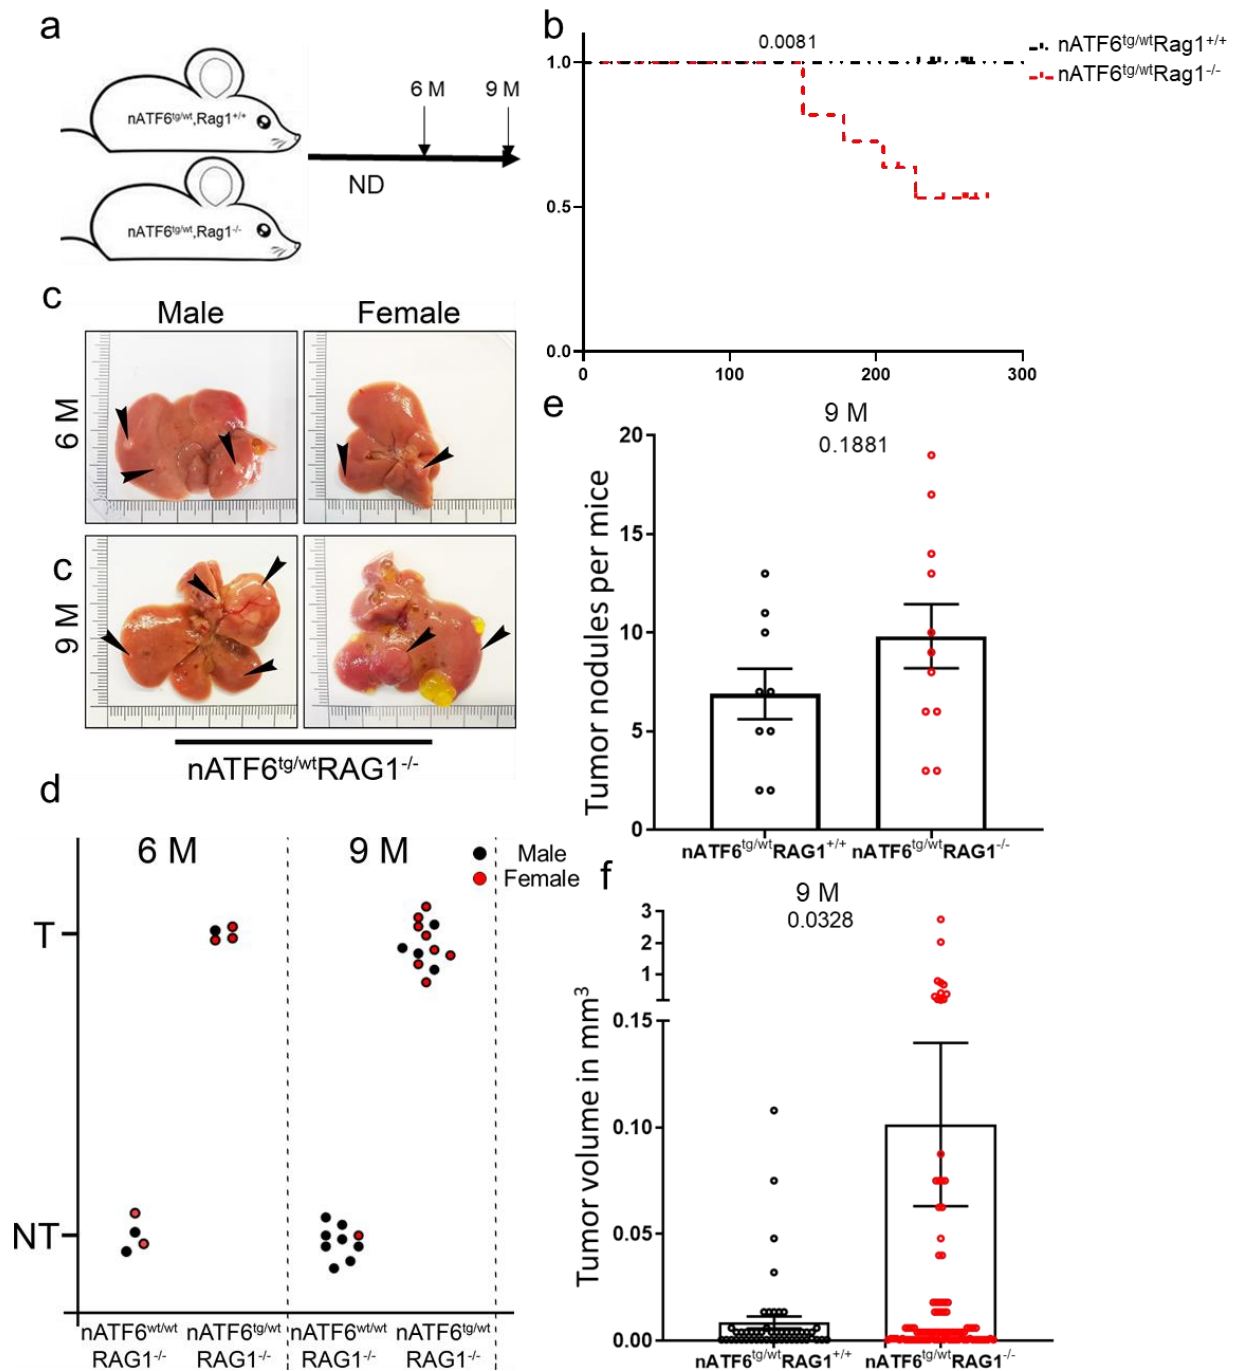 a
nATF6tg/wt,Rag1+/+
nATF6tg/wt,Rag1-/-
6 M
9 M
ND
b
0.0081
nATF6tg/wtRag1+/+
nATF6tg/wtRag1-/-
1.0
0.5
0.0
0
100
200
300
c
Male
Female
6 M
c
9 M
nATF6tg/wtRAG1-/-
d
6 M
9 M
Male
Female
T
NT
nATF6wt/wt
RAG1-/-
nATF6tg/wt
RAG1-/-
nATF6wt/wt
RAG1-/-
nATF6tg/wt
RAG1-/-
e
9 M
0.1881
Tumor nodules per mice
20
15
10
5
0
nATF6tg/wtRAG1+/+
nATF6tg/wtRAG1-/-
f
9 M
0.0328
Tumor volume in mm3
3
2
1
0.15
0.10
0.05
0.00
nATF6tg/wtRAG1+/+
nATF6tg/wtRAG1-/-